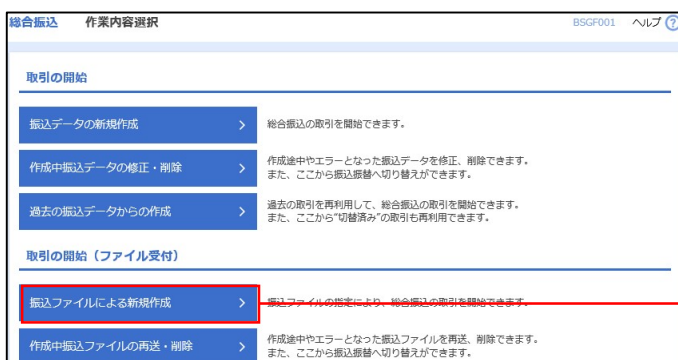 総合振込 作業内容選択 BSGF001 ヘルプ ?
取引の開始
振込データの新規作成 総合振込の取引を開始できます。
作成中振込データの修正・削除 作成途中やエラーとなった振込データを修正、削除できます。
また、ここから振込振替へ切り替えができます。
過去の振込データからの作成 過去の取引を再利用して、総合振込の取引を開始できます。
また、ここから"切替済み"の取引も再利用できます。
取引の開始（ファイル受付）
振込ファイルによる新規作成 振込ファイルの指定により、総合振込の取引を開始できます。
作成中振込ファイルの再送・削除 作成途中やエラーとなった振込ファイルを再送、削除できます。
また、ここから振込振替へ切り替えができます。